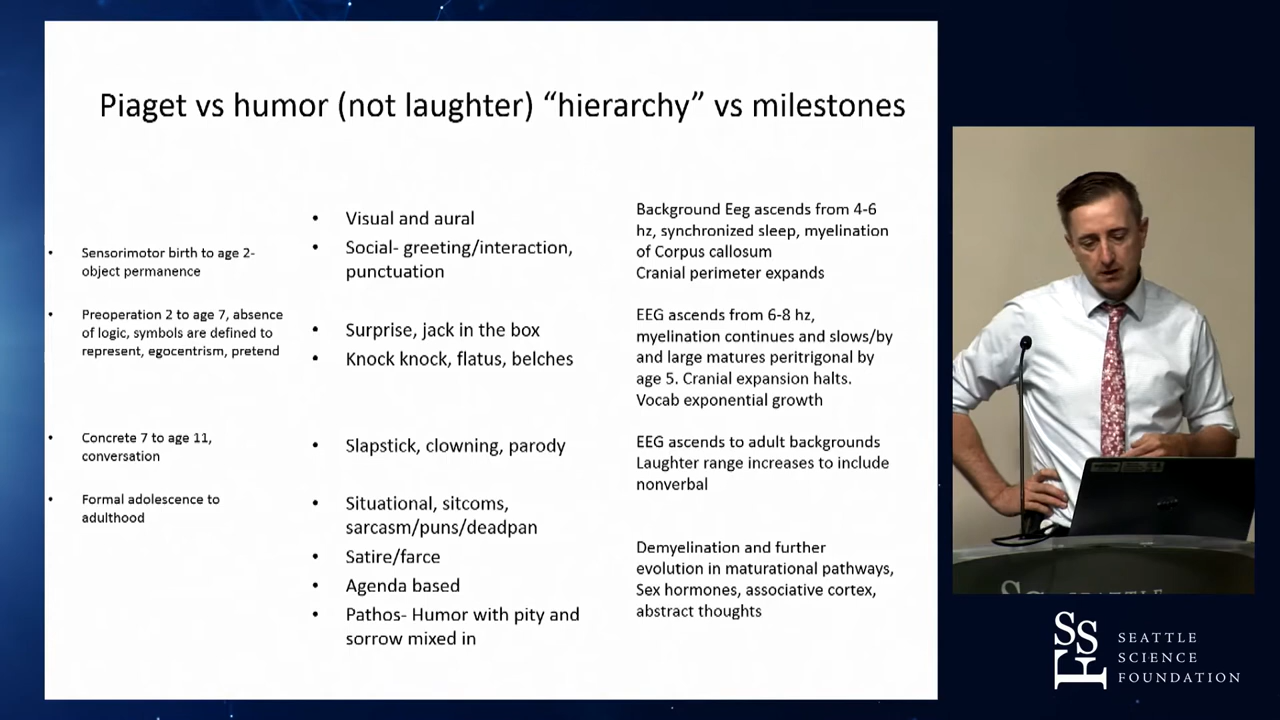 Piaget vs humor (not laughter) “hierarchy” vs milestones
• Sensorimotor birth to age 2-
object permanence
• Preoperation 2 to age 7, absence
of logic, symbols are defined to
represent, egocentrism, pretend
• Concrete 7 to age 11,
conversation
• Formal adolescence to
adulthood
• Visual and aural
• Social- greeting/interaction,
punctuation
• Surprise, jack in the box
• Knock knock, flatus, belches
• Slapstick, clowning, parody
• Situational, sitcoms,
sarcasm/puns/deadpan
• Satire/farce
• Agenda based
• Pathos- Humor with pity and
sorrow mixed in
Background Eeg ascends from 4-6
hz, synchronized sleep, myelination
of Corpus callosum
Cranial perimeter expands
EEG ascends from 6-8 hz,
myelination continues and slows/by
and large matures peritrigonal by
age 5. Cranial expansion halts.
Vocab exponential growth
EEG ascends to adult backgrounds
Laughter range increases to include
nonverbal
Demyelination and further
evolution in maturational pathways,
Sex hormones, associative cortex,
abstract thoughts
SSF
SEATTLE
SCIENCE
FOUNDATION